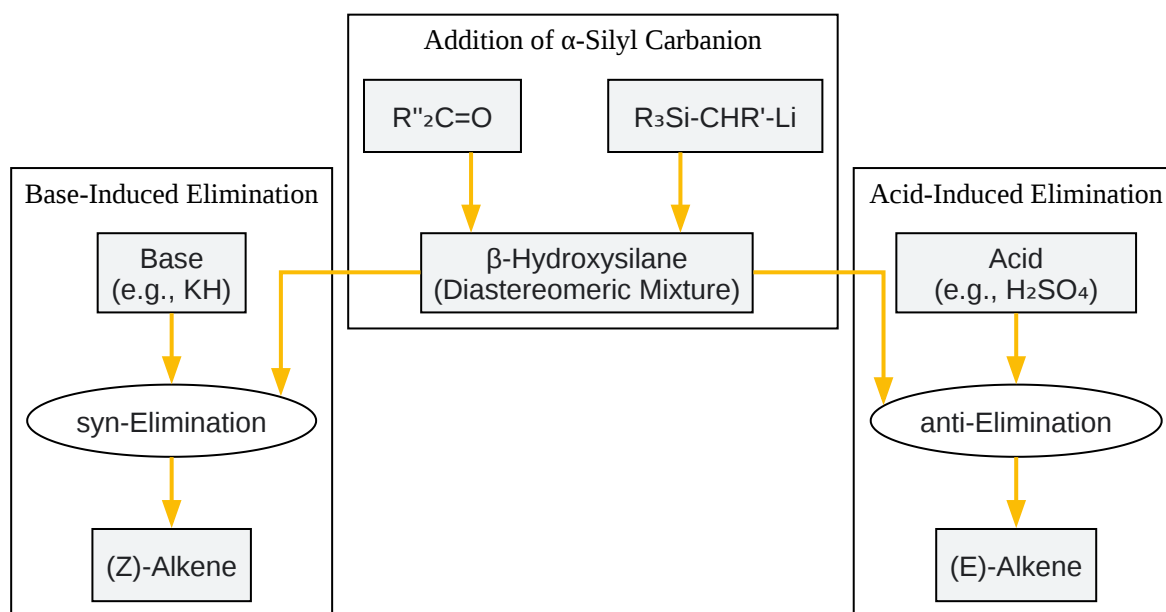 Addition of α-Silyl Carbanion
R"₂C=O
R₃Si-CHR'-Li
β-Hydroxysilane
(Diastereomeric Mixture)
Base-Induced Elimination
Base
(e.g., KH)
syn-Elimination
(Z)-Alkene
Acid-Induced Elimination
Acid
(e.g., H₂SO₄)
anti-Elimination
(E)-Alkene